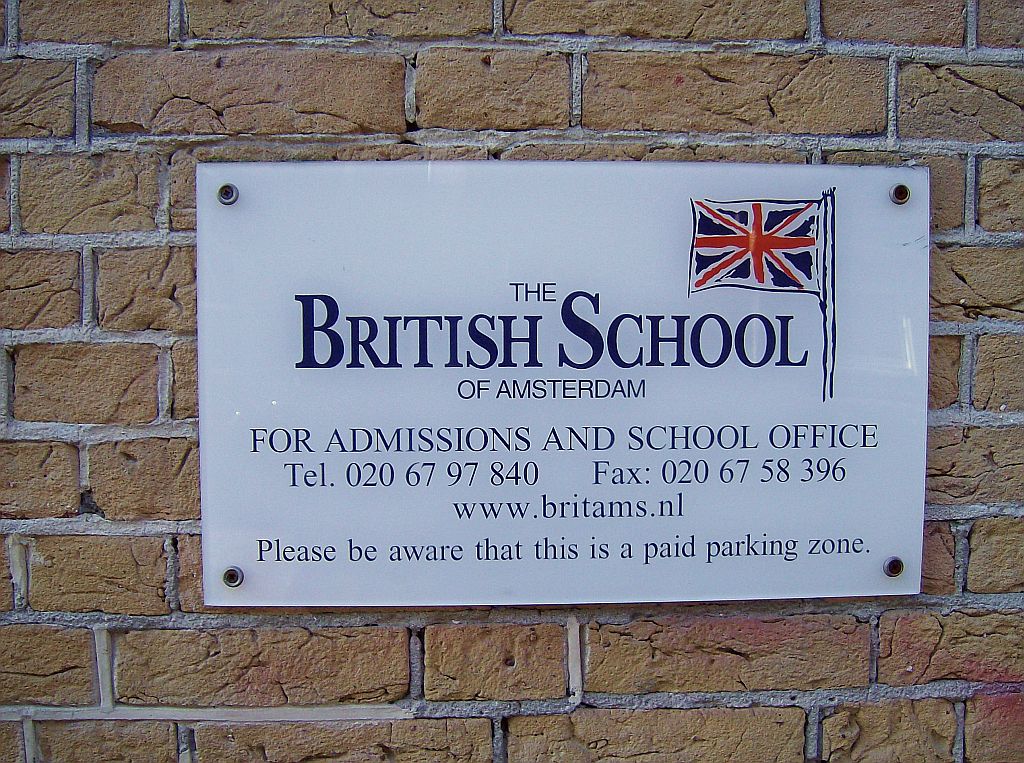 THE
BRITISH SCHOOL
OF AMSTERDAM
FOR ADMISSIONS AND SCHOOL OFFICE
Tel. 020 67 97 840 Fax: 020 67 58 396
www.britams.nl
Please be aware that this is a paid parking zone.